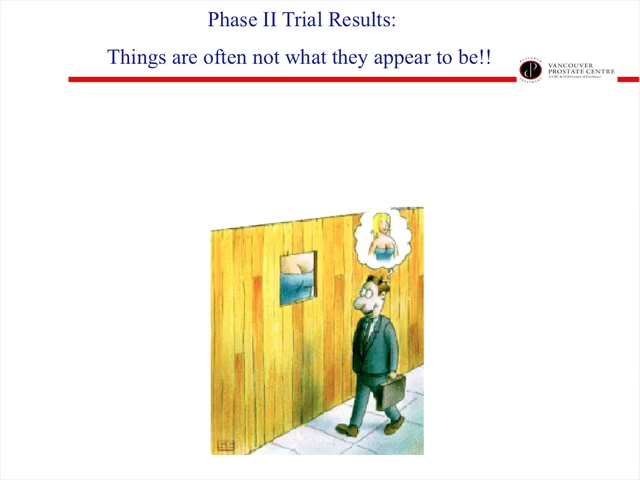 Phase II Trial Results:
Things are often not what they appear to be!!
VANCOUVER
PROSTATE CENTRE